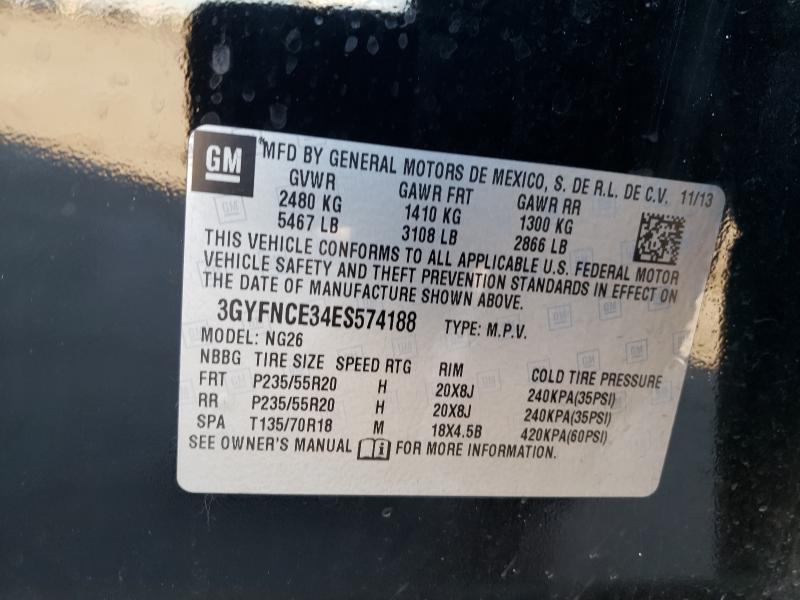 GM
*MFD BY GENERAL MOTORS DE MEXICO, S. DE R.L. DE C.V. 11/13
GVWR GAWR FRT GAWR RR
2480 KG 1410 KG 1300 KG
5467 LB 3108 LB 2866 LB
THIS VEHICLE CONFORMS TO ALL APPLICABLE U.S. FEDERAL MOTOR
VEHICLE SAFETY AND THEFT PREVENTION STANDARDS IN EFFECT ON
THE DATE OF MANUFACTURE SHOWN ABOVE.
3GYFNCE34ES574188 TYPE: M.P.V.
MODEL: NG26
NBBG TIRE SIZE SPEED RTG RIM COLD TIRE PRESSURE
FRT P235/55R20 H 20X8J 240KPA(35PSI)
RR P235/55R20 H 20X8J 240KPA(35PSI)
SPA T135/70R18 M 18X4.5B 420KPA(60PSI)
SEE OWNER'S MANUAL FOR MORE INFORMATION.